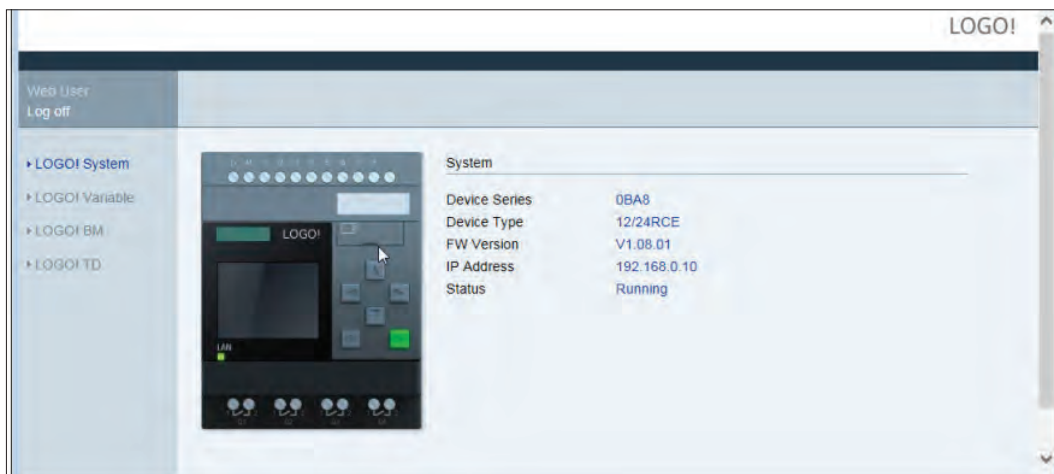 LOGO!
Web User
Log off
LOGO! System
LOGO! Variable
LOGO! BM
LOGO! TD
LOGO!
LAN
System
Device Series 0BA8
Device Type 12/24RCE
FW Version V1.08.01
IP Address 192.168.0.10
Status Running